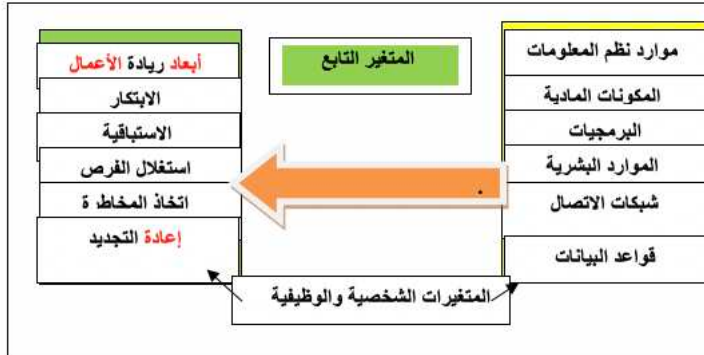 موارد نظم المعلومات
المكونات المادية
البرمجيات
الموارد البشرية
شبكات الاتصال
قواعد البيانات
المتغير التابع
.
أبعاد ريادة الأعمال
الابتكار
الاستباقية
استغلال الفرص
اتخاذ المخاطرة
إعادة التجديد
المتغيرات الشخصية والوظيفية